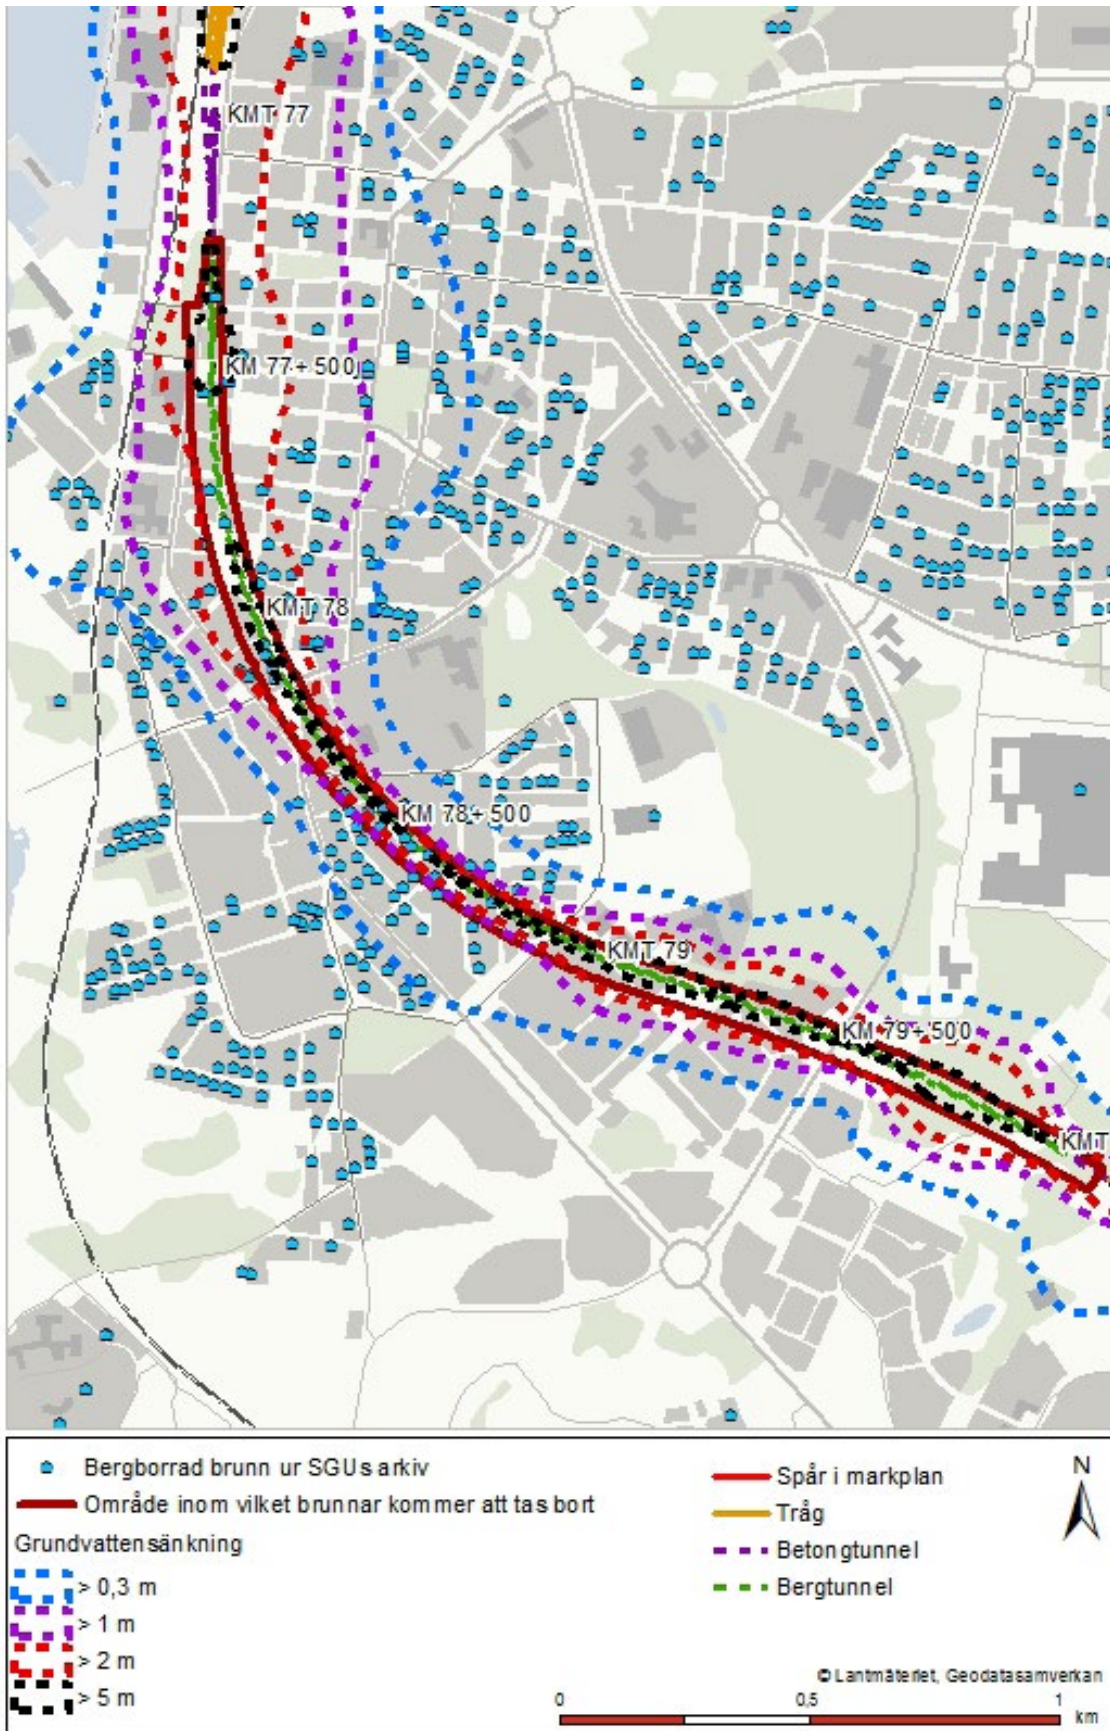 KMT 77
KM 77+ 500
KMT 78
KM 78+ 500
KMT 79
KM 79+ 500
KMT
Bergborrad brunn ur SGUs arkiv
Område inom vilket brunnar kommer att tas bort
Grundvattensänkning
> 0,3 m
> 1 m
> 2 m
> 5 m
Spår i markplan
Tråg
Betongtunnel
Bergtunnel
N
© Lantmäteriet, Geodatasamverkan
0 0,5 1
km